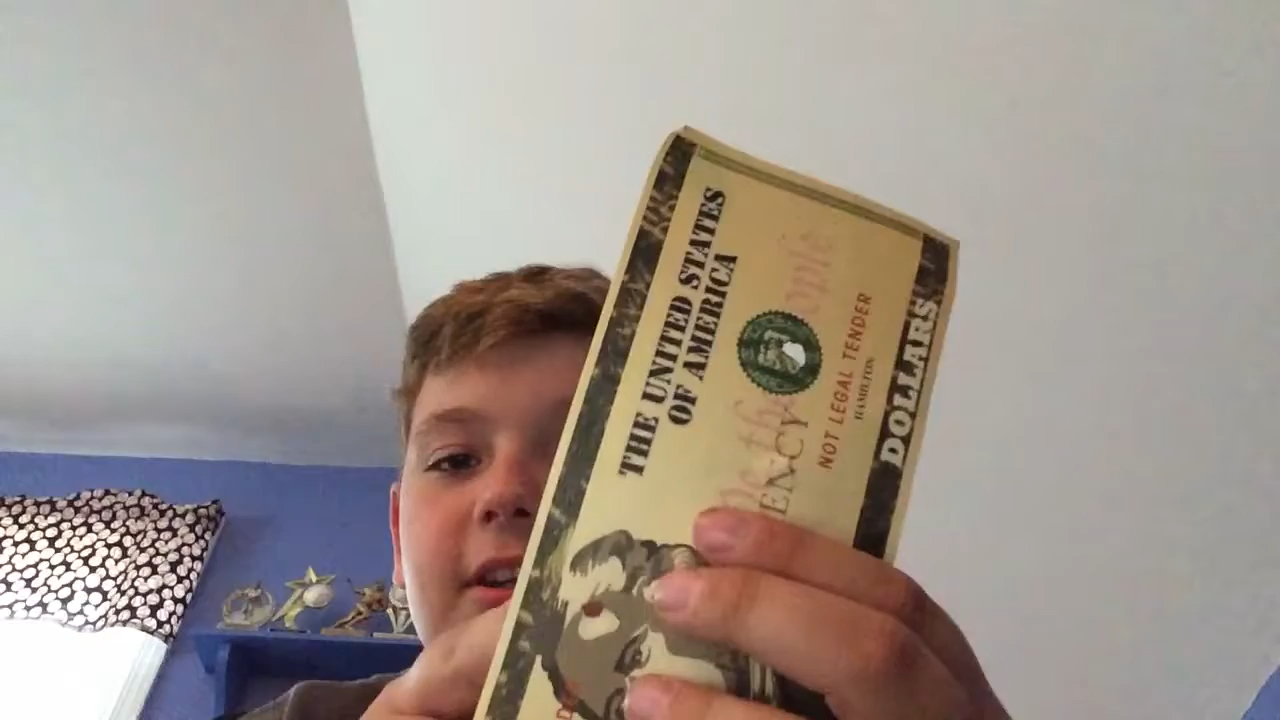 THE UNITED STATES
OF AMERICA
NOT LEGAL TENDER
HAMILTON
DOLLARS